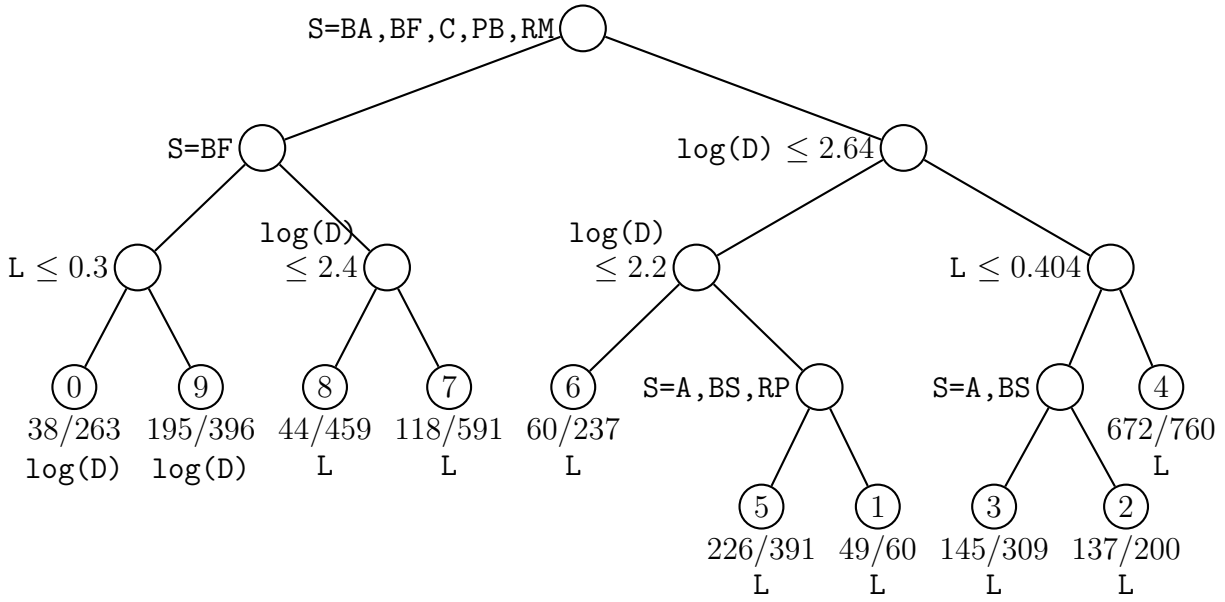 S=BA,BF,C,PB,RM
S=BF
log(D) ≤ 2.64
L ≤ 0.3
log(D)
≤ 2.4
log(D)
≤ 2.2
L ≤ 0.404
0
9
8
7
6
S=A,BS,RP
S=A,BS
4
38/263
195/396
44/459
118/591
60/237
672/760
log(D)
log(D)
L
L
L
L
5
1
3
2
226/391
49/60
145/309
137/200
L
L
L
L